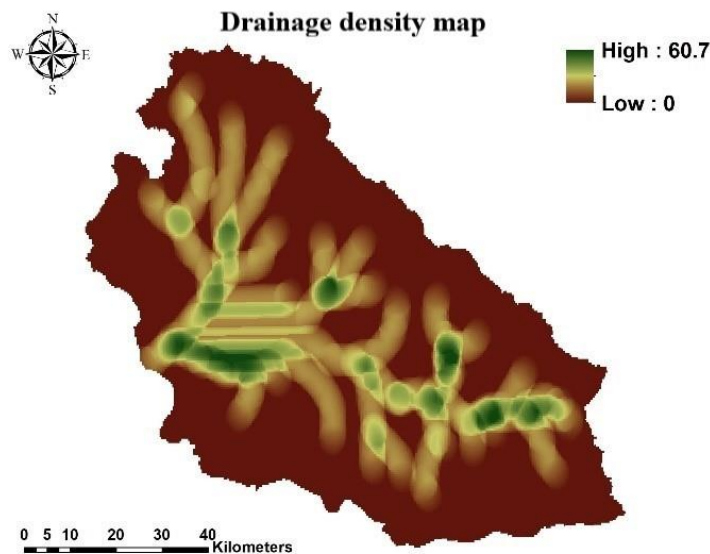 Drainage density map
N
W E
S
High : 60.7
Low : 0
0 5 10 20 30 40
Kilometers